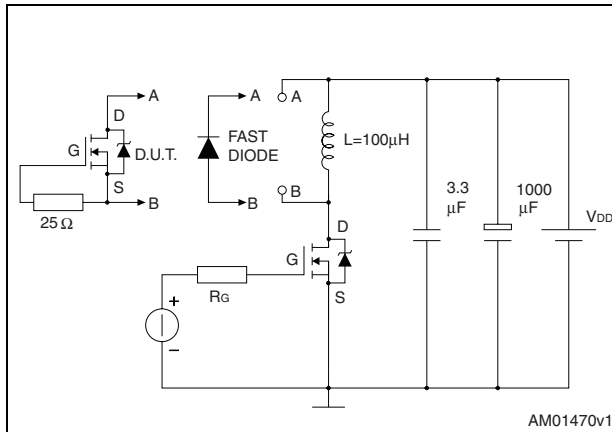 A
A
A
D
G
D.U.T.
FAST
DIODE
L=100μH
S
B
B
B
25 Ω
D
3.3
μF
1000
μF
VDD
G
S
RG
+
–
AM01470v1